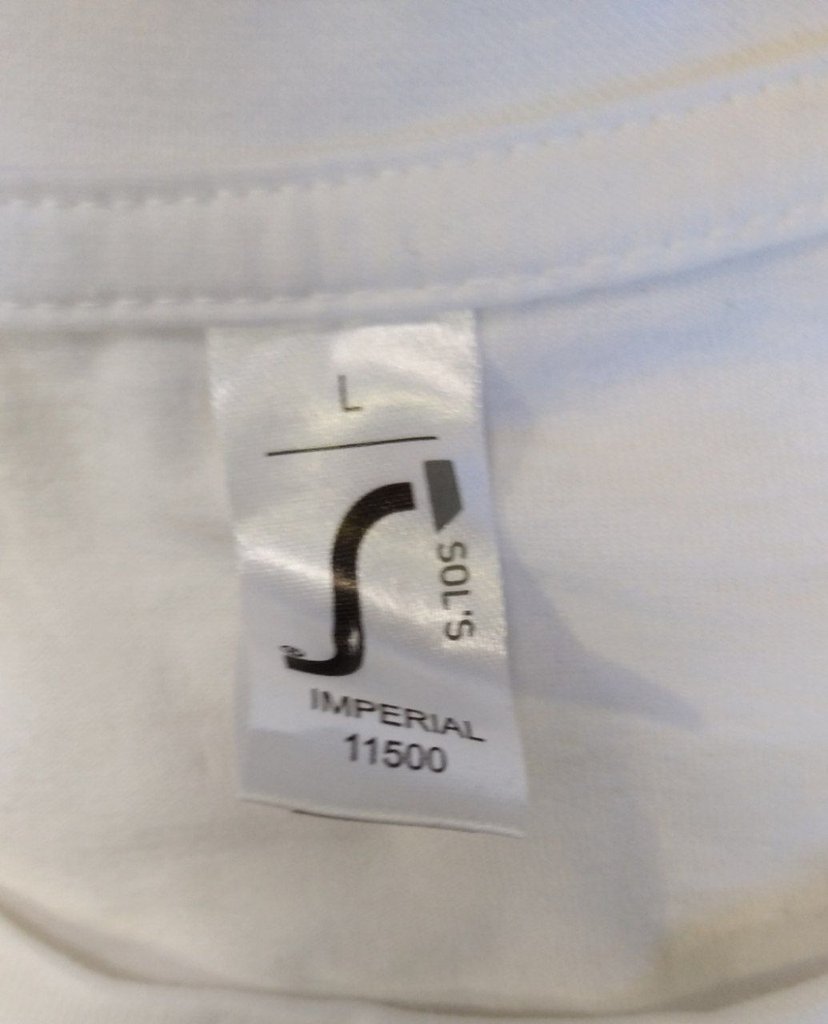 L
SOL'S
®
IMPERIAL
11500